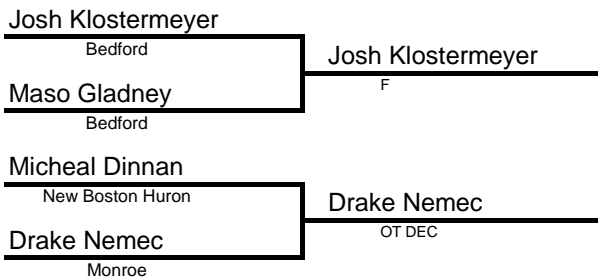 Josh Klostermeyer
Bedford
Josh Klostermeyer
F
Maso Gladney
Bedford
Micheal Dinnan
New Boston Huron
Drake Nemec
OT DEC
Drake Nemec
Monroe